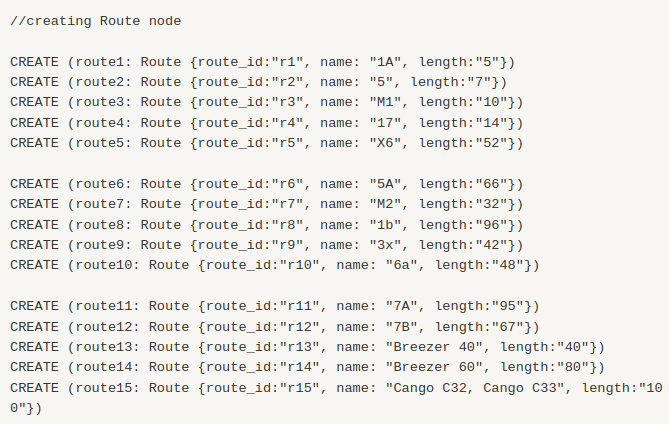 //creating Route node
CREATE (route1: Route {route_id:"r1", name: "1A", length:"5"})
CREATE (route2: Route {route_id:"r2", name: "5", length:"7"})
CREATE (route3: Route {route_id:"r3", name: "M1", length:"10"})
CREATE (route4: Route {route_id:"r4", name: "17", length:"14"})
CREATE (route5: Route {route_id:"r5", name: "X6", length:"52"})
CREATE (route6: Route {route_id:"r6", name: "5A", length:"66"})
CREATE (route7: Route {route_id:"r7", name: "M2", length:"32"})
CREATE (route8: Route {route_id:"r8", name: "1b", length:"96"})
CREATE (route9: Route {route_id:"r9", name: "3x", length:"42"})
CREATE (route10: Route {route_id:"r10", name: "6a", length:"48"})
CREATE (route11: Route {route_id:"r11", name: "7A", length:"95"})
CREATE (route12: Route {route_id:"r12", name: "7B", length:"67"})
CREATE (route13: Route {route_id:"r13", name: "Breezer 40", length:"40"})
CREATE (route14: Route {route_id:"r14", name: "Breezer 60", length:"80"})
CREATE (route15: Route {route_id:"r15", name: "Cango C32, Cango C33", length:"10
0"})